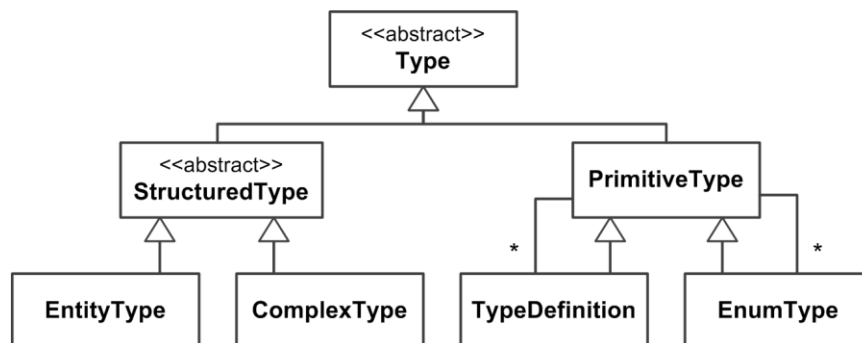 <<abstract>>
Type
<<abstract>>
StructuredType
PrimitiveType
*
*
EntityType
ComplexType
TypeDefinition
EnumType